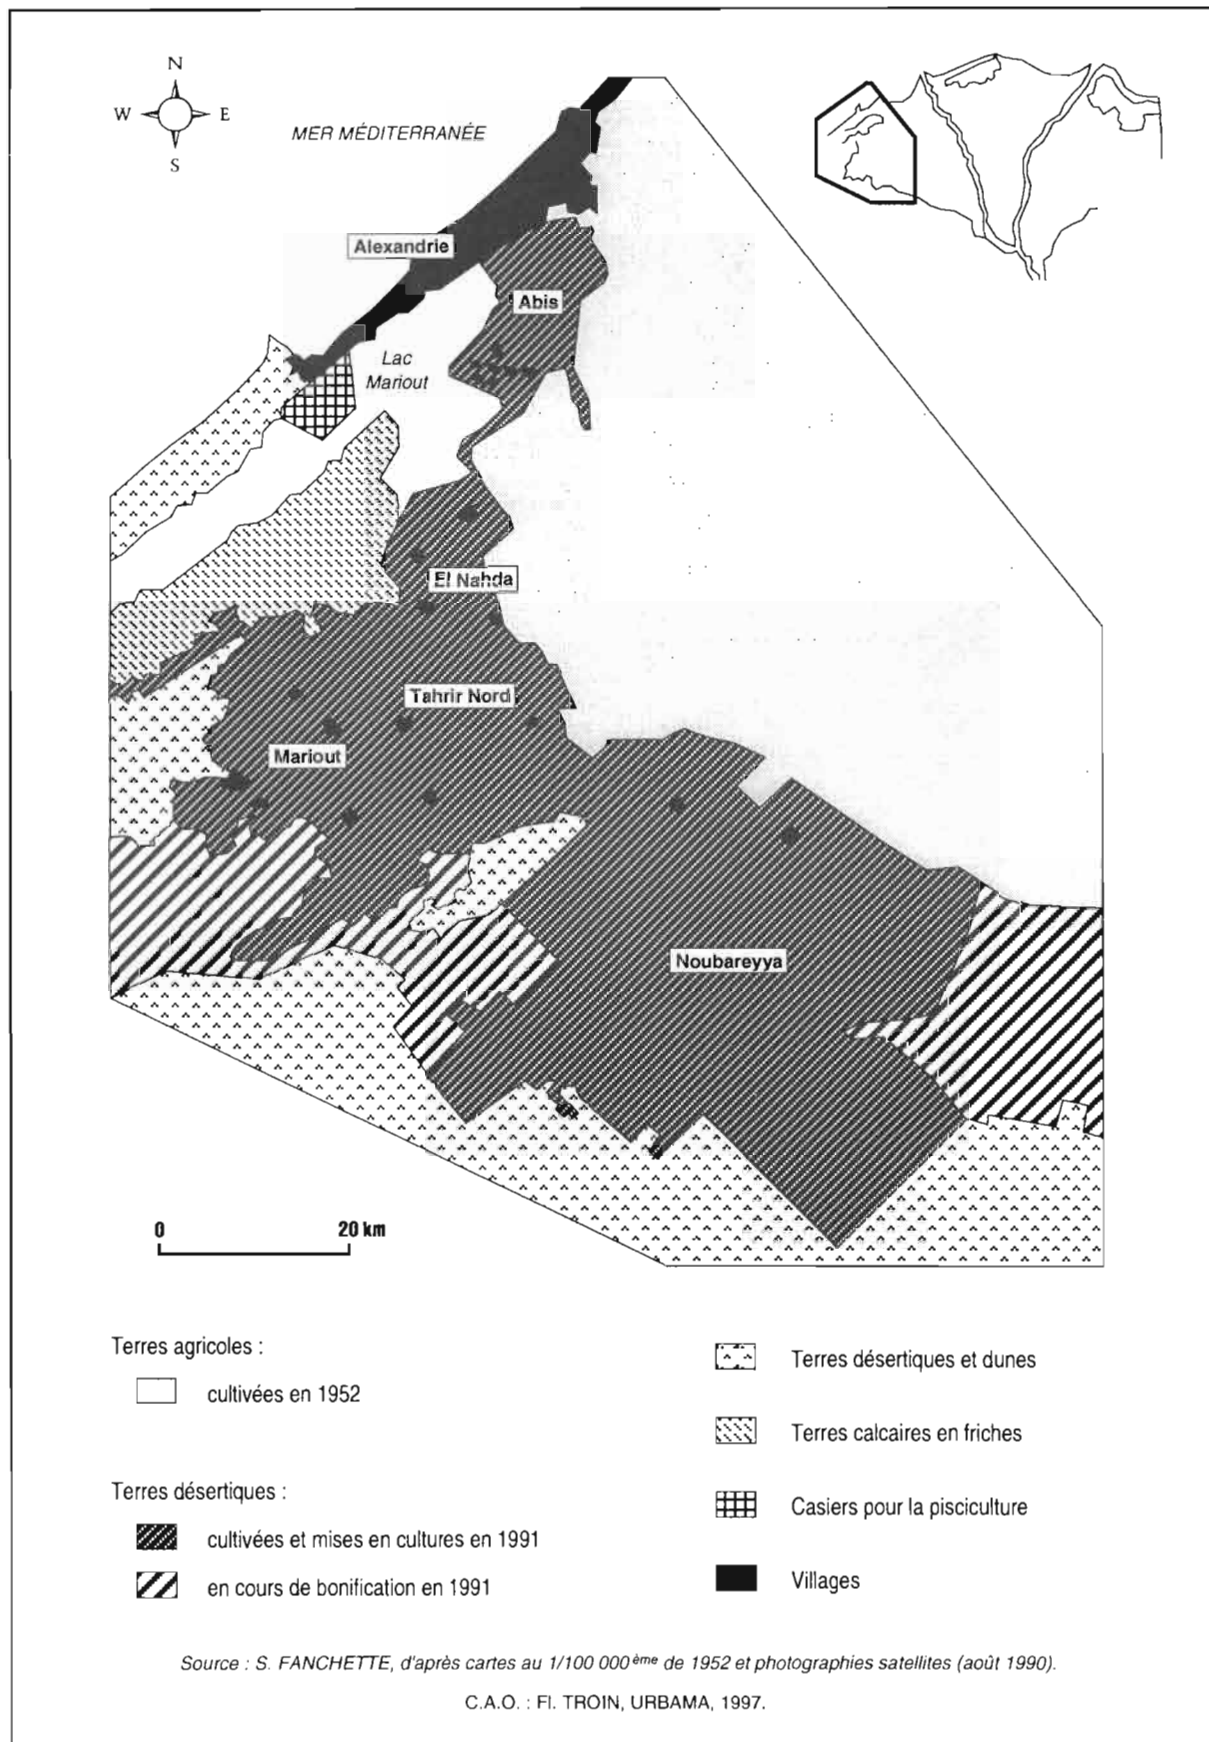 N
W E
S
MER MÉDITERRANÉE
Alexandrie
Abis
Lac
Mariout
El Nahda
Tahrir Nord
Mariout
Noubareyya
0 20 km
Terres agricoles :
cultivées en 1952
Terres désertiques :
cultivées et mises en cultures en 1991
en cours de bonification en 1991
Terres désertiques et dunes
Terres calcaires en friches
Casiers pour la pisciculture
Villages
Source : S. FANCHETTE, d'après cartes au 1/100 000ème de 1952 et photographies satellites (août 1990).
C.A.O. : Fl. TROIN, URBAMA, 1997.